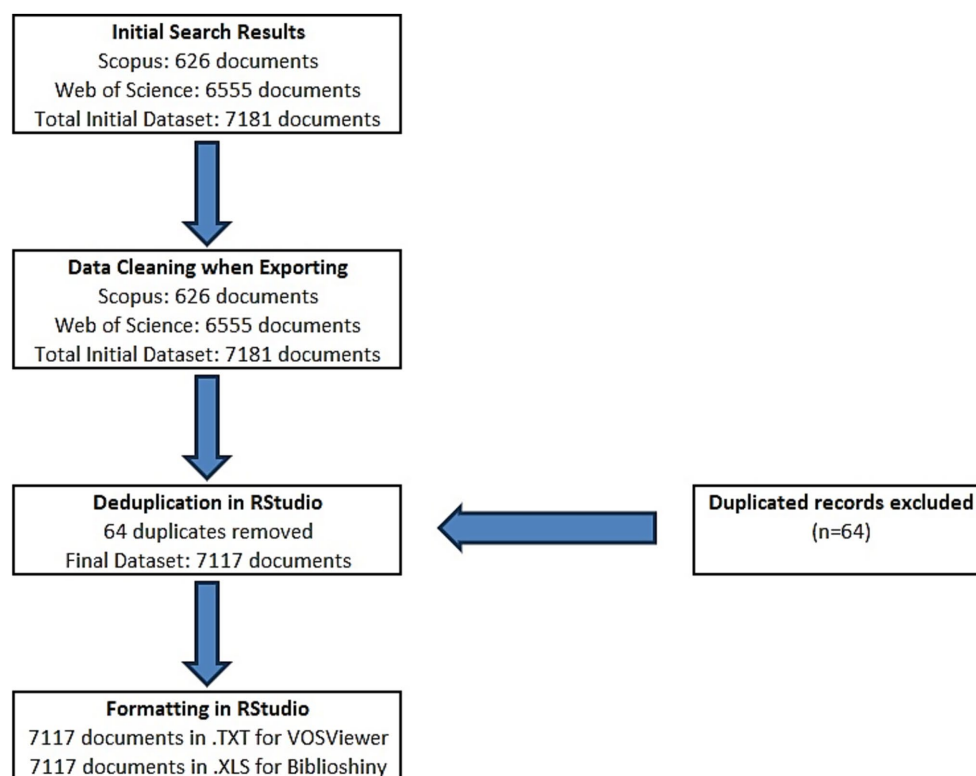 Initial Search Results
Scopus: 626 documents
Web of Science: 6555 documents
Total Initial Dataset: 7181 documents
Data Cleaning when Exporting
Scopus: 626 documents
Web of Science: 6555 documents
Total Initial Dataset: 7181 documents
Deduplication in RStudio
64 duplicates removed
Final Dataset: 7117 documents
Duplicated records excluded
(n=64)
Formatting in RStudio
7117 documents in .TXT for VOSViewer
7117 documents in .XLS for Biblioshiny